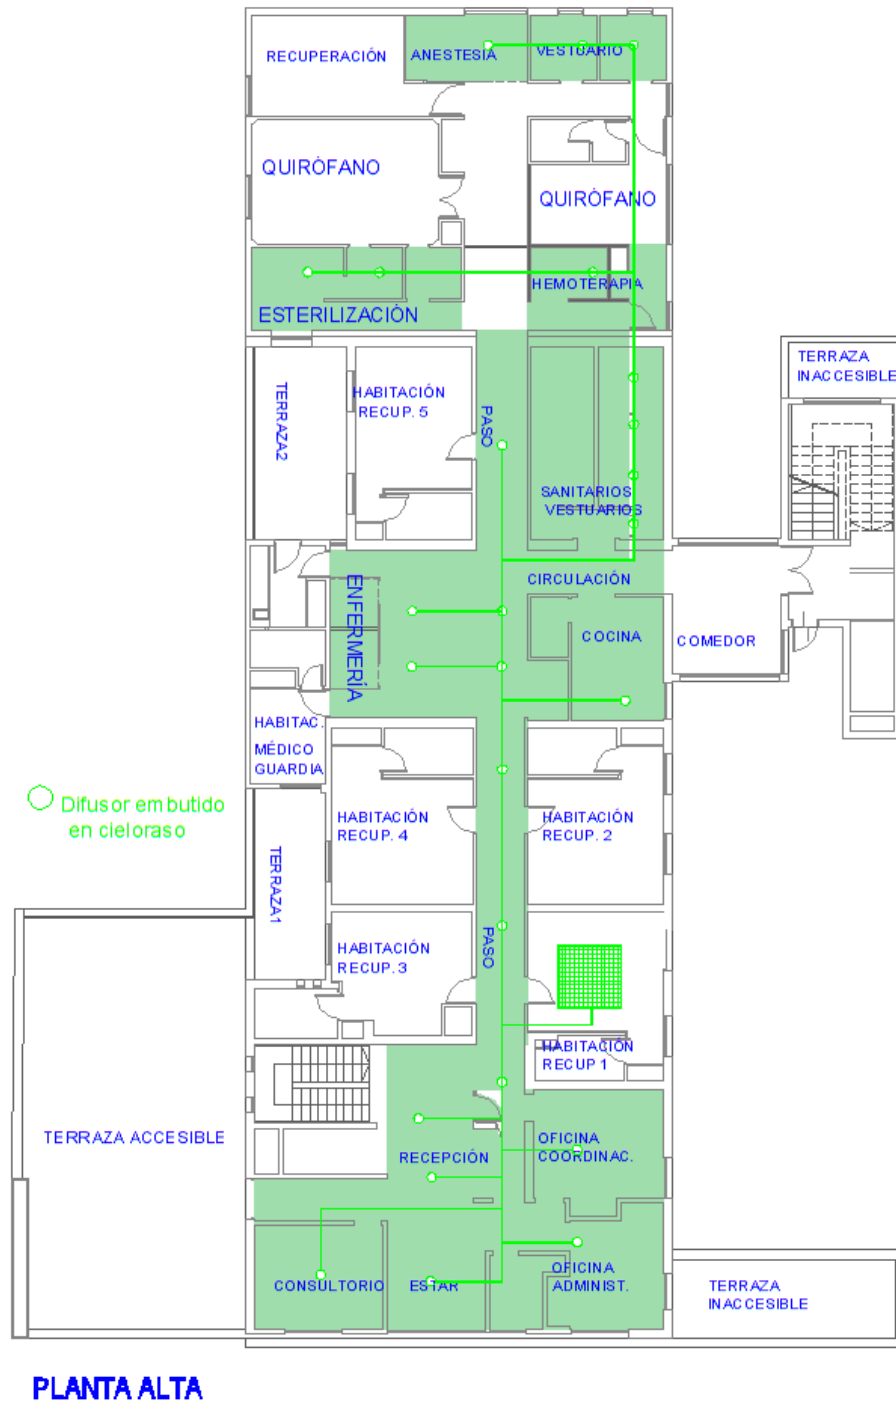 RECUPERACIÓN
ANESTESIA
VESTUARIO
QUIRÓFANO
QUIRÓFANO
HEMOTERAPIA
ESTERILIZACIÓN
TERRAZA
INACCESIBLE
TERRAZA2
HABITACIÓN
RECUP. 5
PASO
SANITARIOS
VESTUARIOS
CIRCULACIÓN
ENFERMERÍA
COCINA
COMEDOR
HABITAC.
MÉDICO
GUARDIA
Difusor embutido
en cieloraso
HABITACIÓN
RECUP. 4
HABITACIÓN
RECUP. 2
TERRAZA1
HABITACIÓN
RECUP. 3
PASO
HABITACIÓN
RECUP 1
TERRAZA ACCESIBLE
RECEPCIÓN
OFICINA
COORDINAC.
CONSULTORIO
ESTAR
OFICINA
ADMINIST.
TERRAZA
INACCESIBLE
PLANTA ALTA